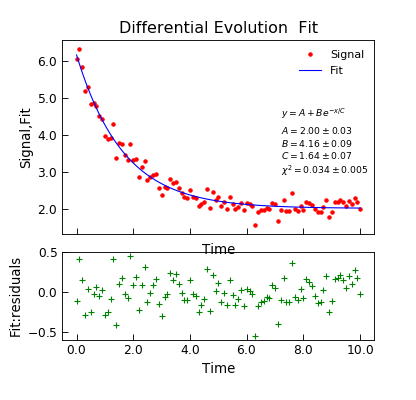 Differential Evolution Fit
Signal,Fit
6.0
5.0
4.0
3.0
2.0
Signal
Fit
y = A + Be^{-x/C}
A = 2.00 ± 0.03
B = 4.16 ± 0.09
C = 1.64 ± 0.07
χ² = 0.034 ± 0.005
Time
Fit:residuals
0.5
0.0
−0.5
0.0 2.0 4.0 6.0 8.0 10.0
Time